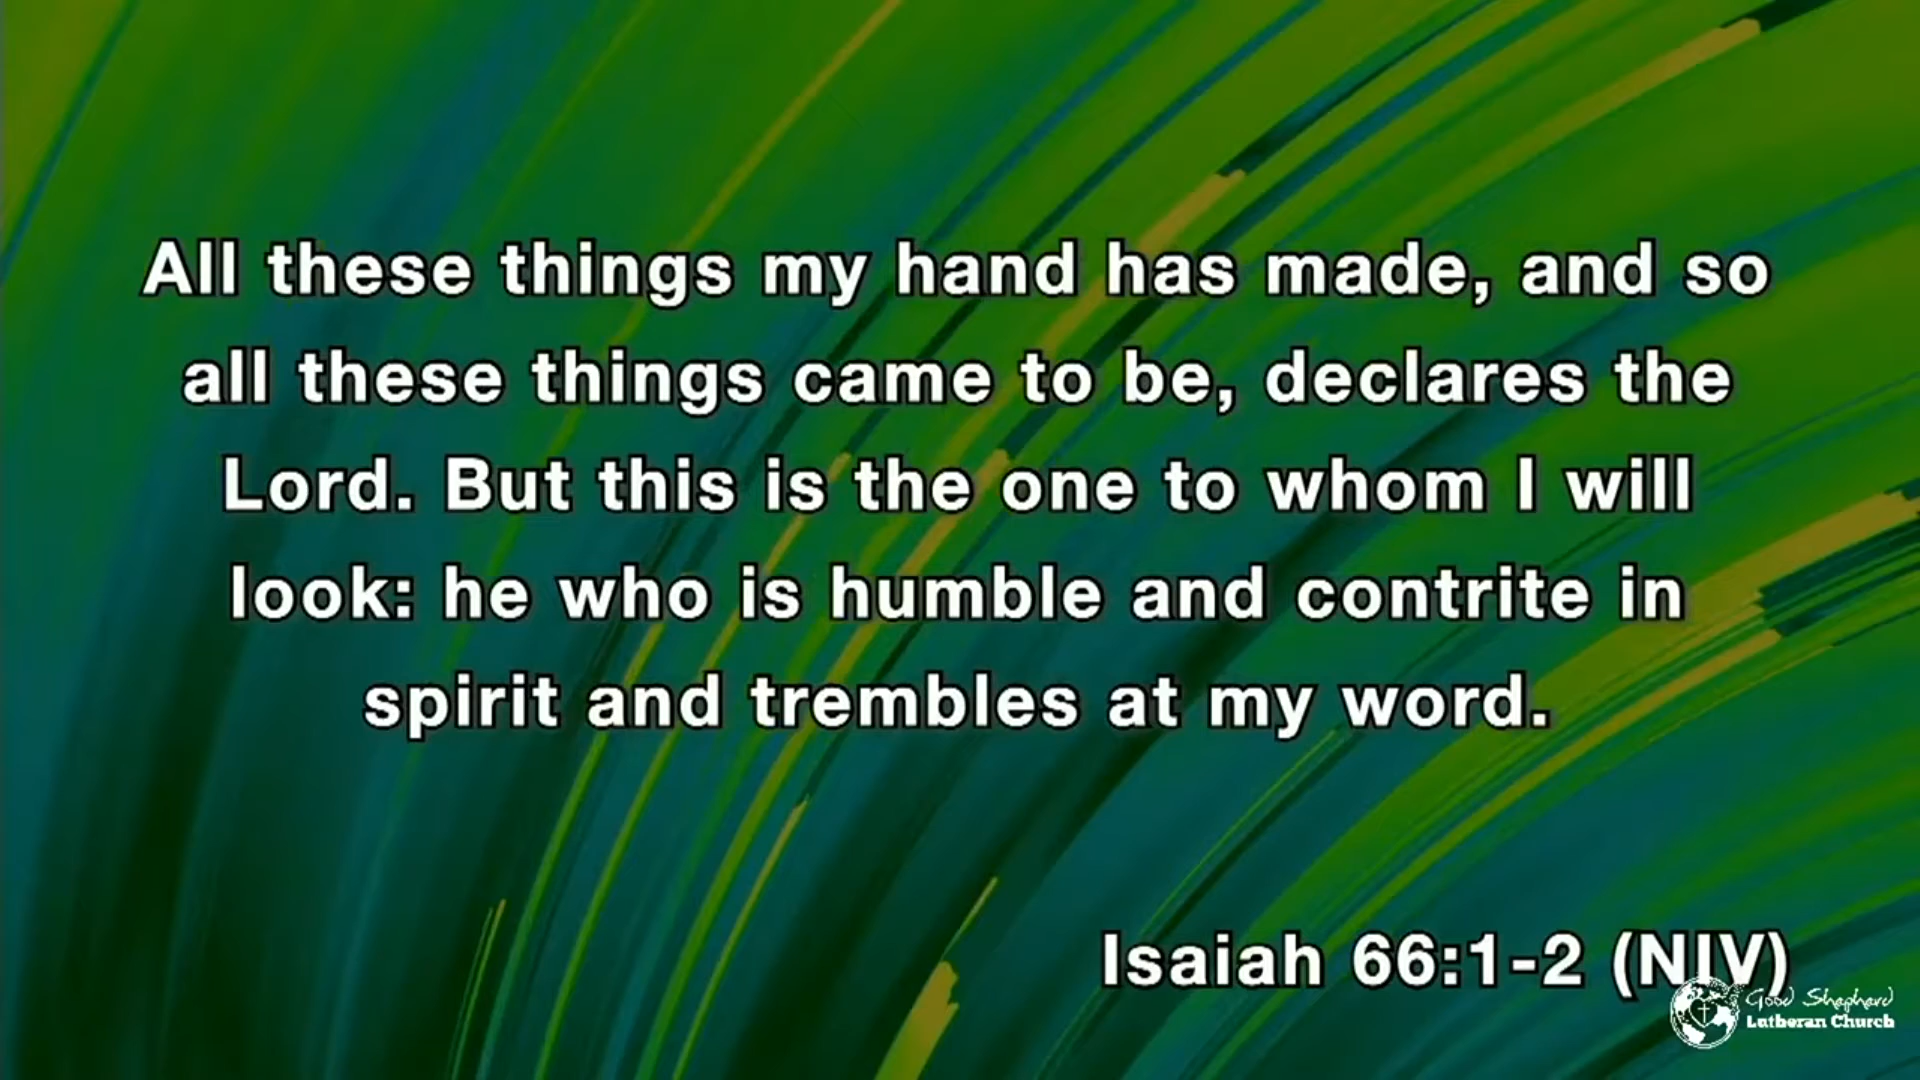 All these things my hand has made, and so
all these things came to be, declares the
Lord. But this is the one to whom I will
look: he who is humble and contrite in
spirit and trembles at my word.
Isaiah 66:1-2 (NIV)
Good Shepherd
Lutheran Church